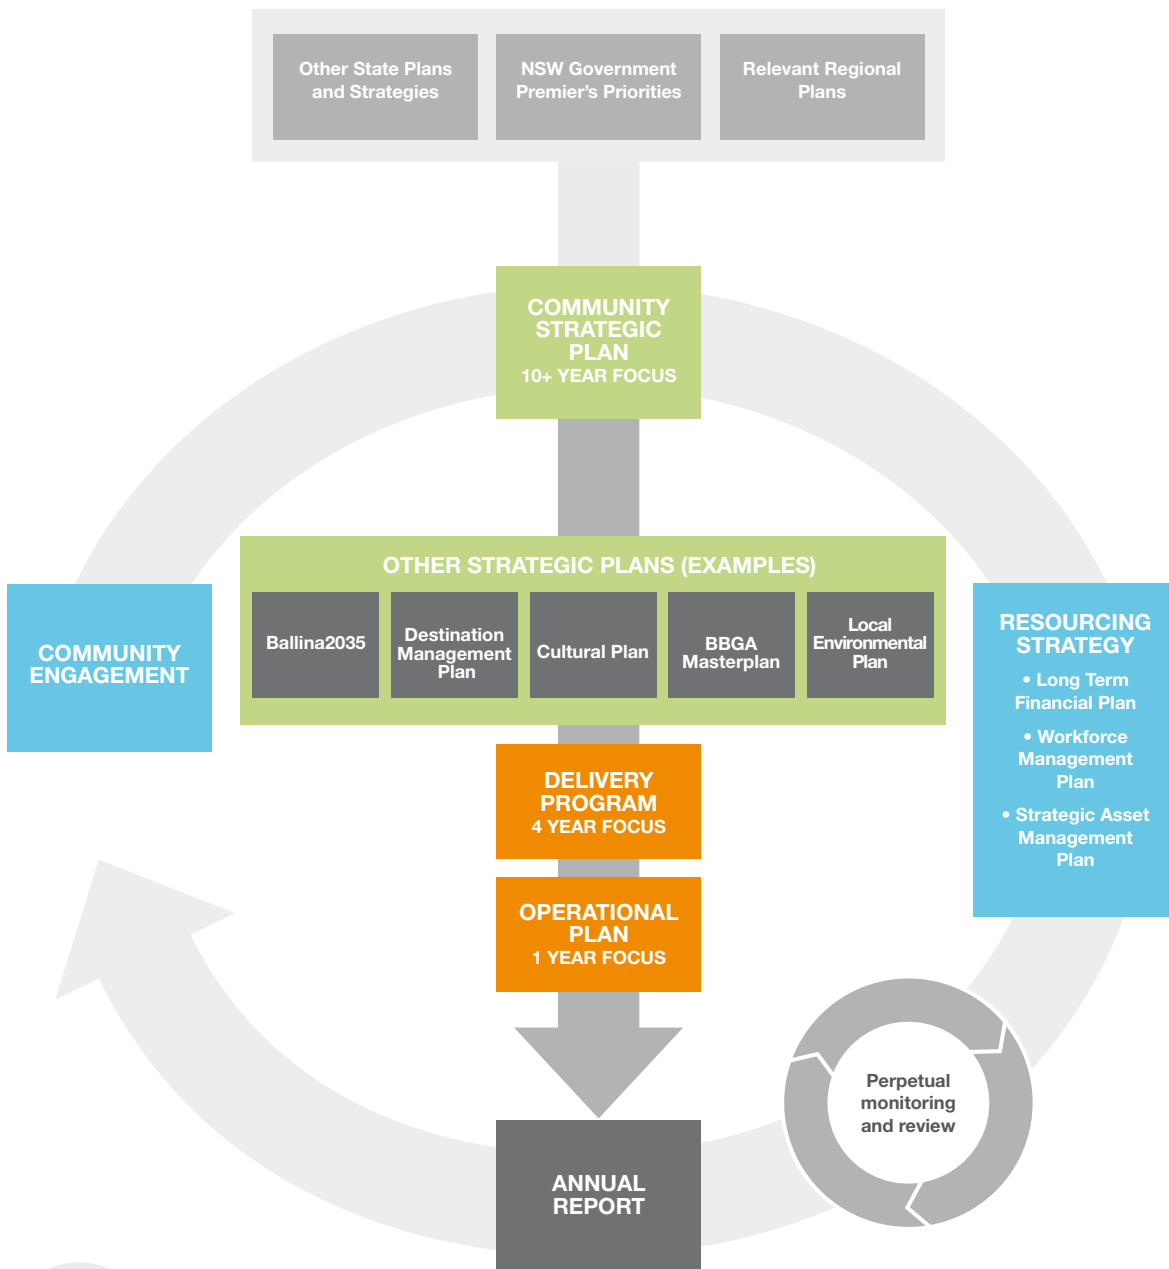 Other State Plans
and Strategies
NSW Government
Premier's Priorities
Relevant Regional
Plans
COMMUNITY
STRATEGIC
PLAN
10+ YEAR FOCUS
OTHER STRATEGIC PLANS (EXAMPLES)
Ballina2035
Destination
Management
Plan
Cultural Plan
BBGA
Masterplan
Local
Environmental
Plan
COMMUNITY
ENGAGEMENT
RESOURCING
STRATEGY
• Long Term
Financial Plan
• Workforce
Management
Plan
• Strategic Asset
Management
Plan
DELIVERY
PROGRAM
4 YEAR FOCUS
OPERATIONAL
PLAN
1 YEAR FOCUS
Perpetual
monitoring
and review
ANNUAL
REPORT